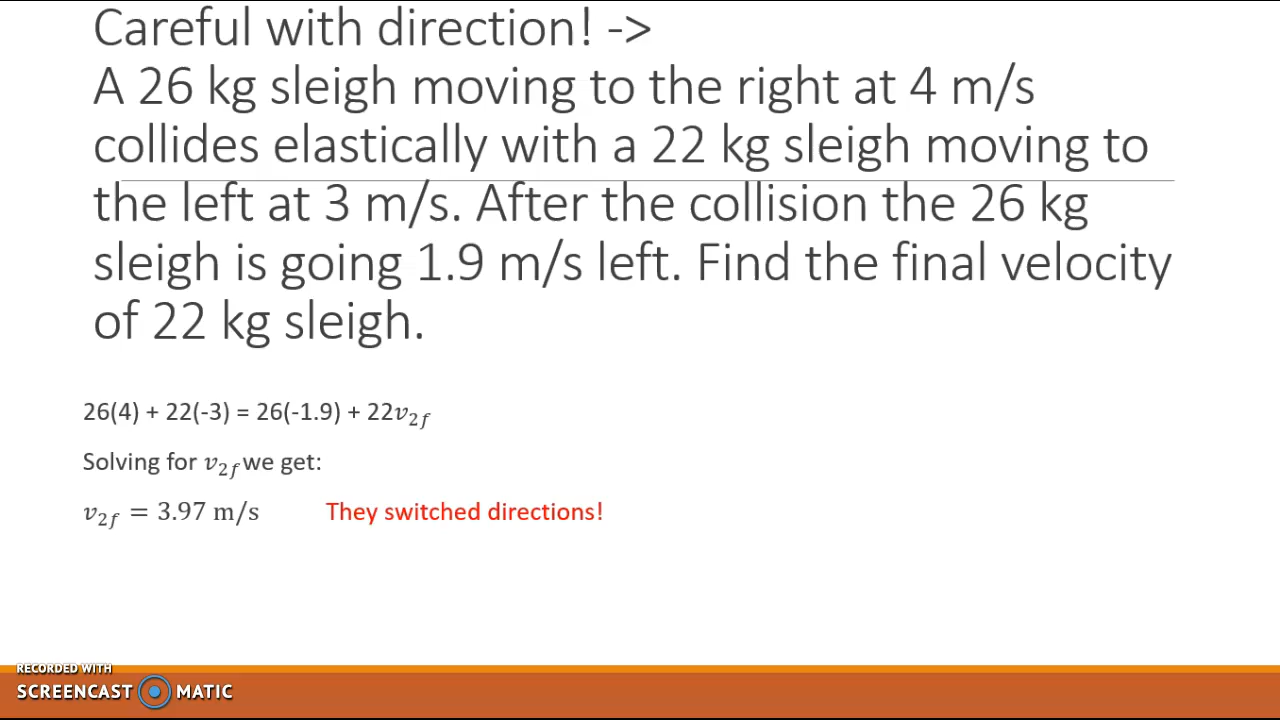 Careful with direction! ->
A 26 kg sleigh moving to the right at 4 m/s
collides elastically with a 22 kg sleigh moving to
the left at 3 m/s. After the collision the 26 kg
sleigh is going 1.9 m/s left. Find the final velocity
of 22 kg sleigh.
26(4) + 22(-3) = 26(-1.9) + 22𝑣₂𝑓
Solving for 𝑣₂𝑓 we get:
𝑣₂𝑓 = 3.97 m/s They switched directions!
RECORDED WITH
SCREENCAST MATIC